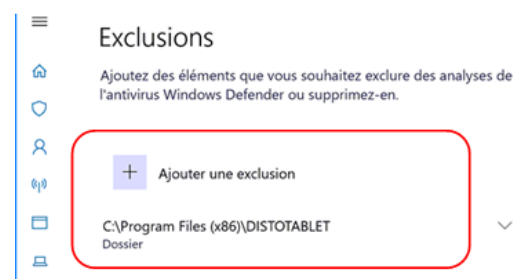 Exclusions
Ajoutez des éléments que vous souhaitez exclure des analyses de
l'antivirus Windows Defender ou supprimez-en.
Ajouter une exclusion
C:\Program Files (x86)\DISTOTABLET
Dossier